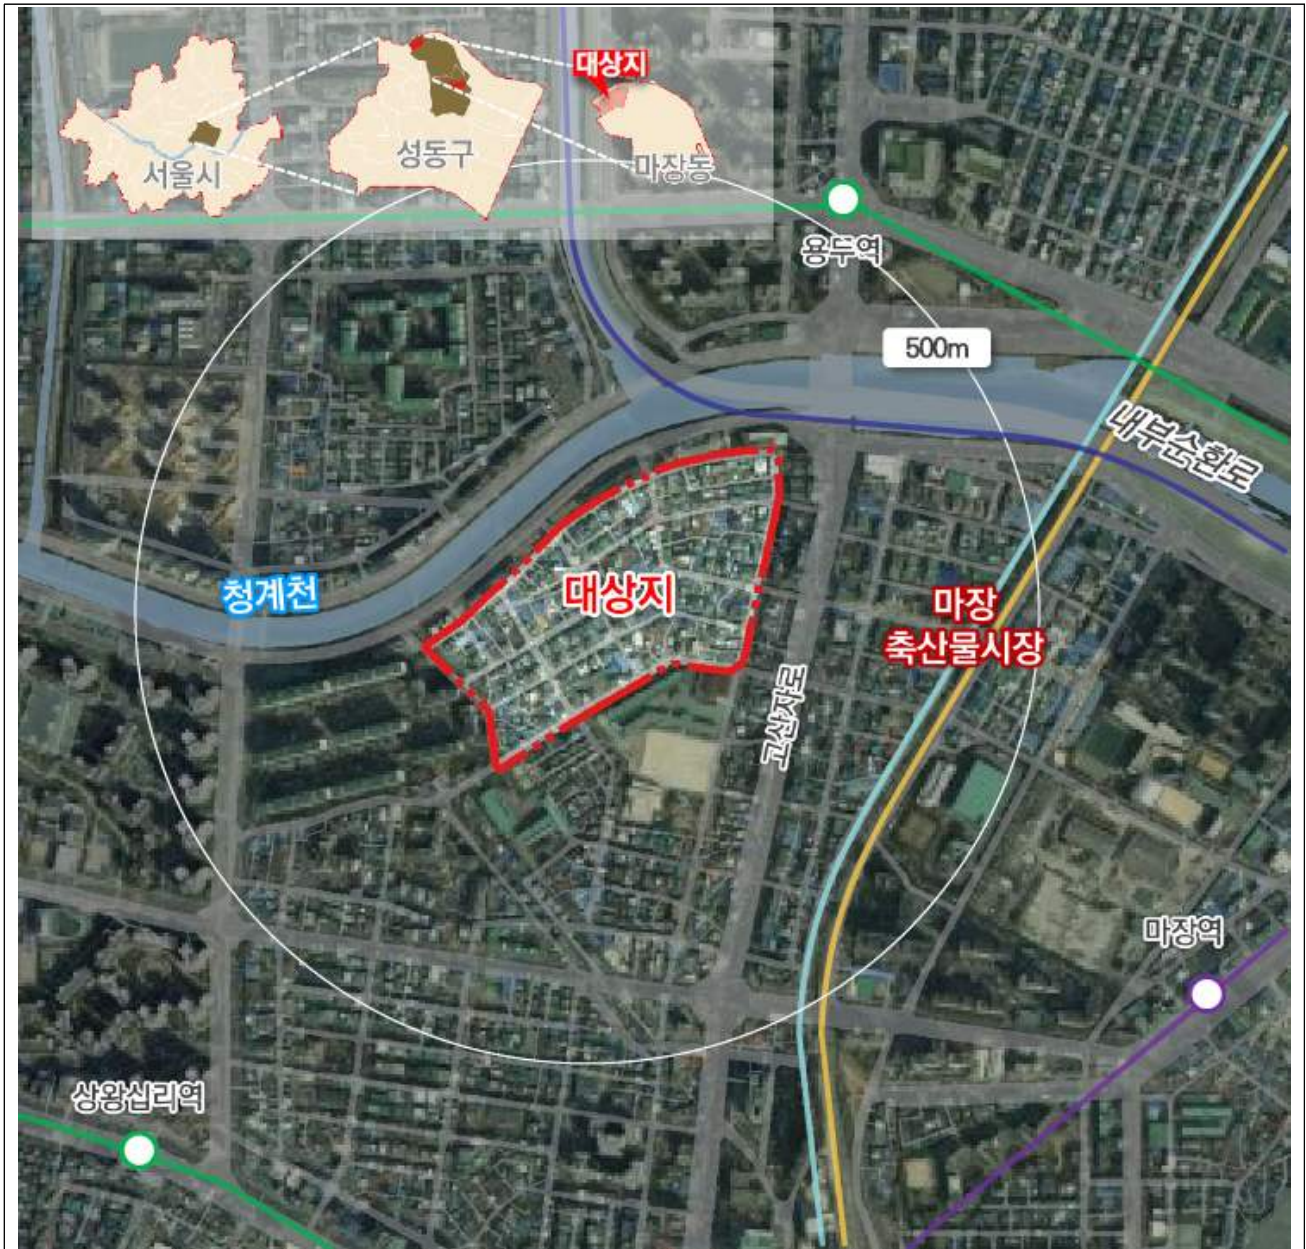 대상지
서울시
성동구
마장동
용두역
500m
내부순환로
청계천
대상지
마장
축산물시장
고산자로
마장역
상왕십리역